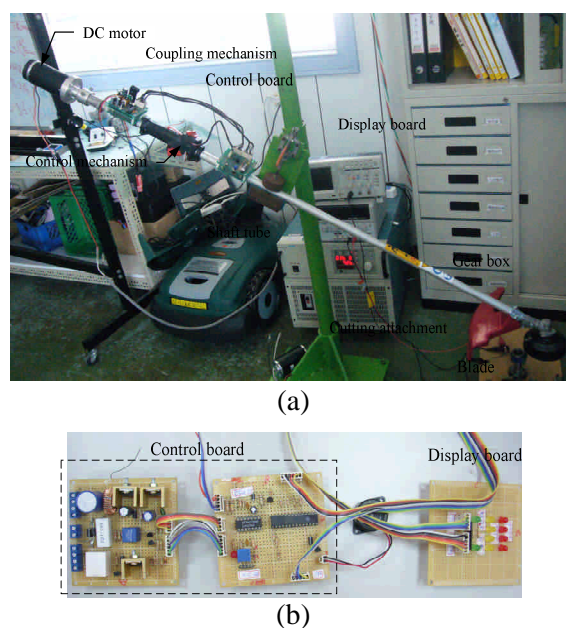 DC motor
Coupling mechanism
Control board
Display board
Control mechanism
Shaft tube
Gear box
Cutting attachment
Blade
(a)
Control board
Display board
(b)